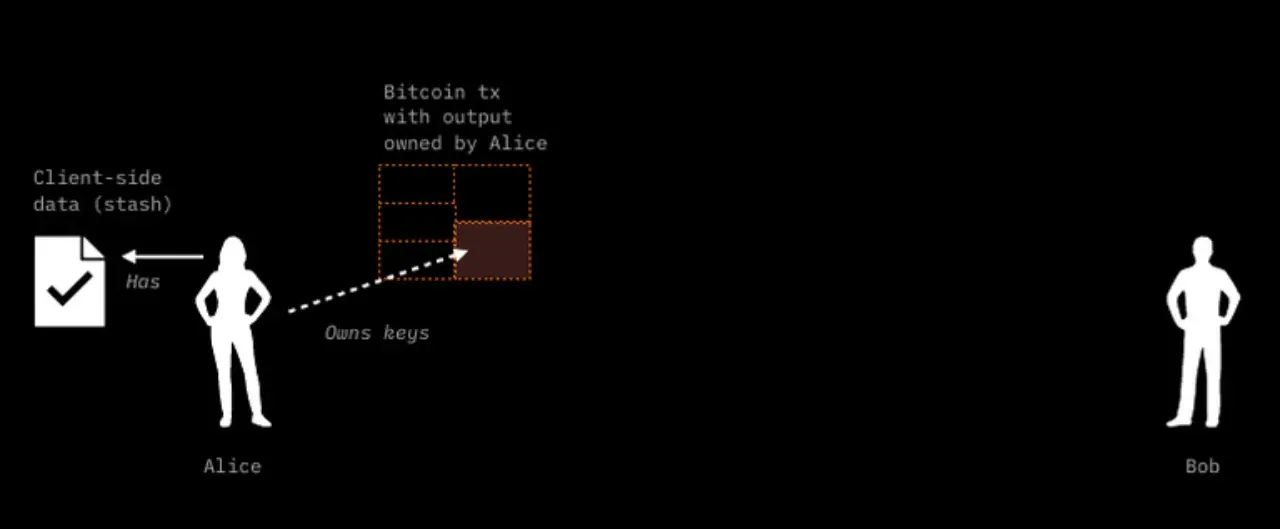 Bitcoin tx
with output
owned by Alice
Client-side
data (stash)
Has
Owns keys
Alice
Bob